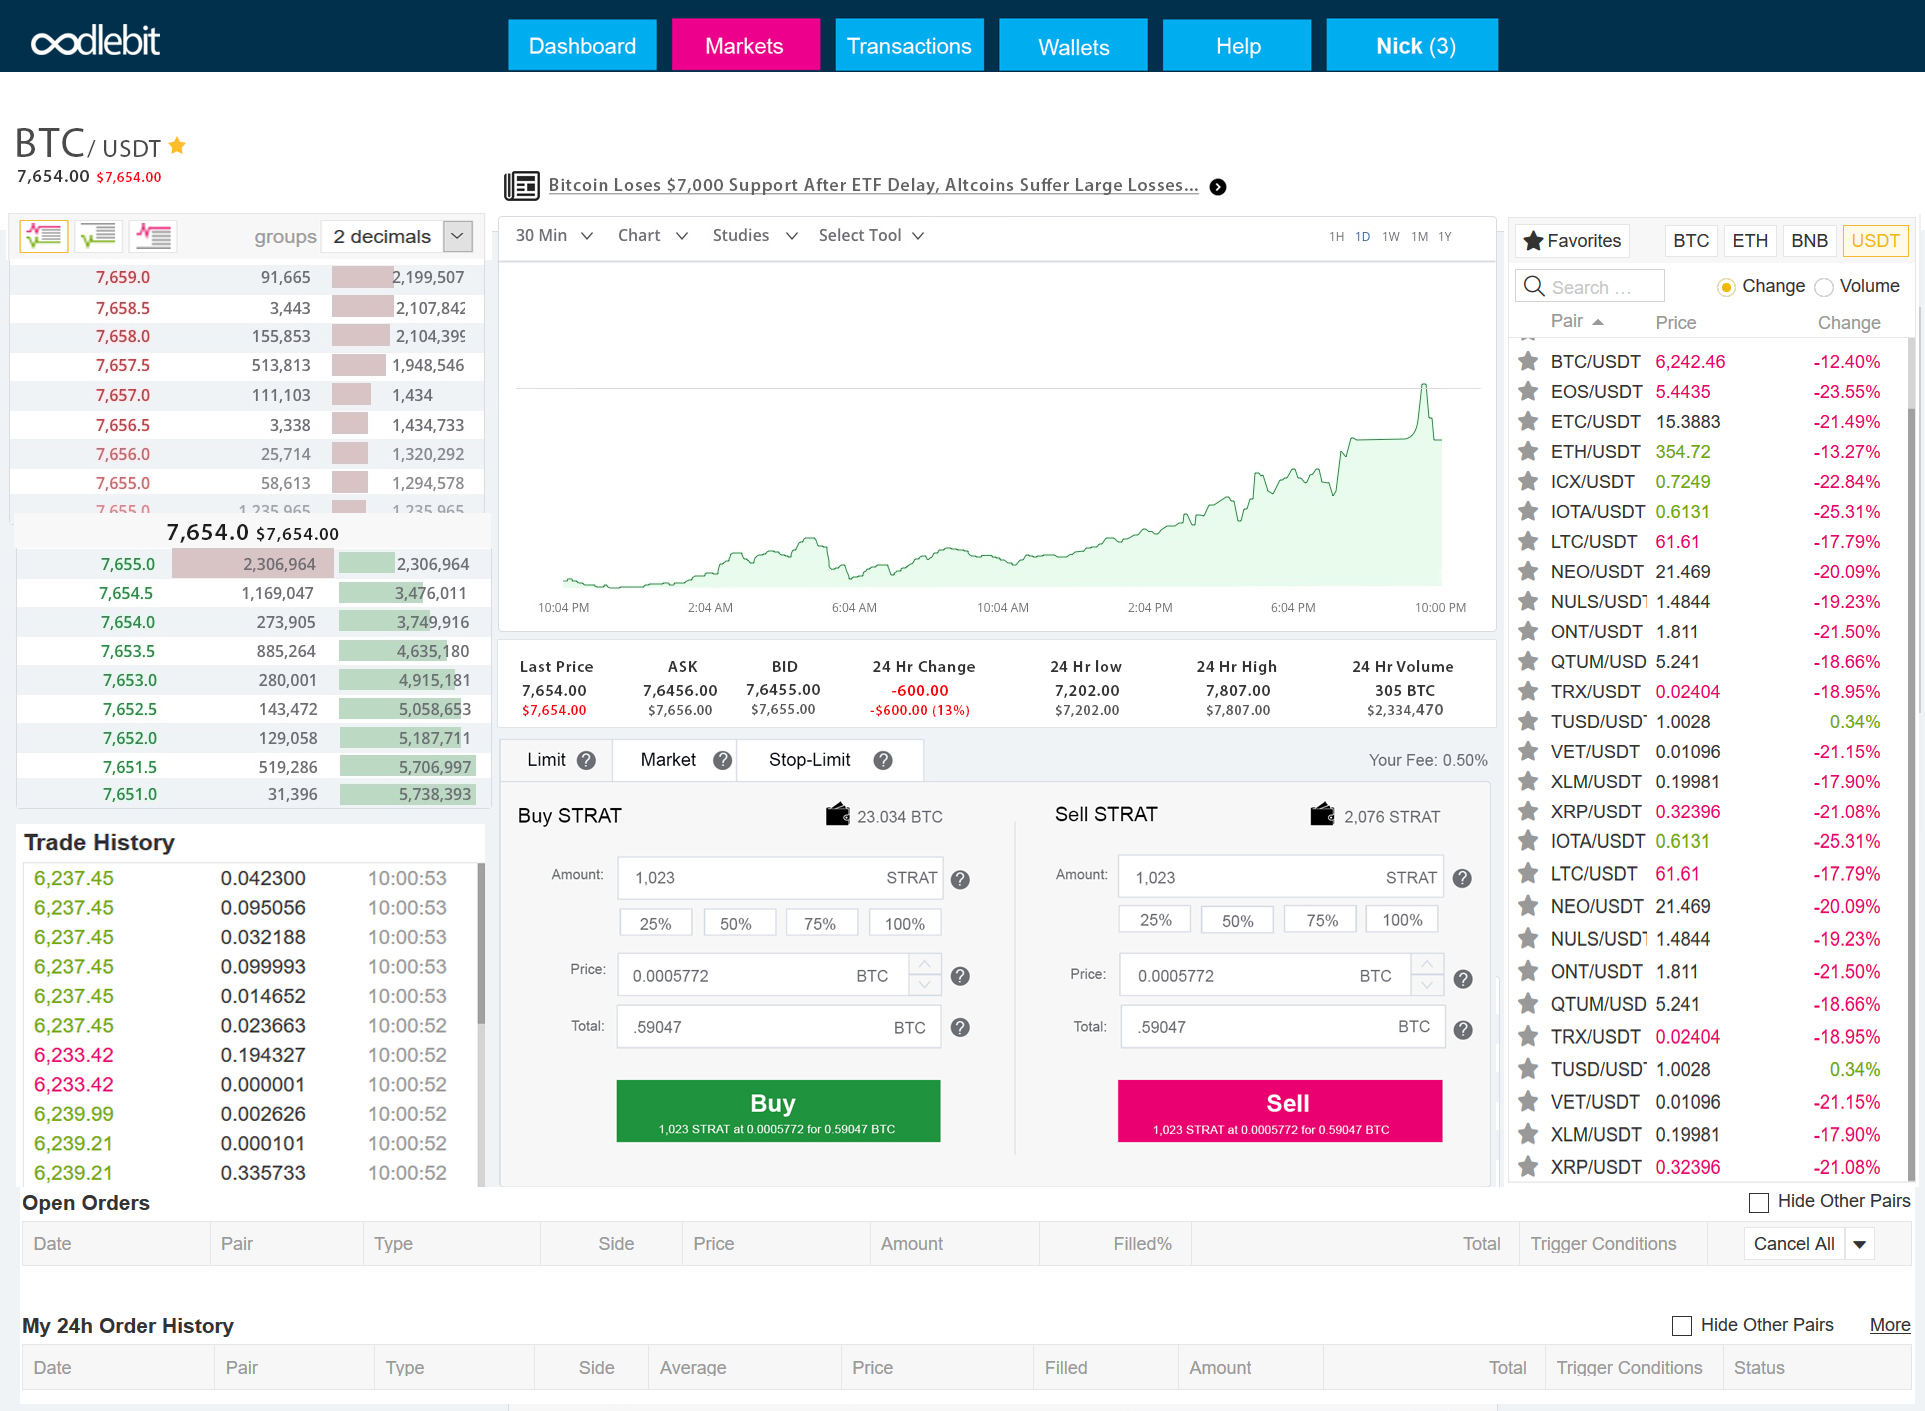 oodlebit
Dashboard
Markets
Transactions
Wallets
Help
Nick (3)
BTC/ USDT
7,654.00 $7,654.00
Bitcoin Loses $7,000 Support After ETF Delay, Altcoins Suffer Large Losses...
groups 2 decimals
7,659.0 91,665 2,199,507
7,658.5 3,443 2,107,842
7,658.0 155,853 2,104,399
7,657.5 513,813 1,948,546
7,657.0 111,103 1,434
7,656.5 3,338 1,434,733
7,656.0 25,714 1,320,292
7,655.0 58,613 1,294,578
7,655.0 1,235,965 1,235,965
7,654.0 $7,654.00
7,655.0 2,306,964 2,306,964
7,654.5 1,169,047 3,476,011
7,654.0 273,905 3,749,916
7,653.5 885,264 4,635,180
7,653.0 280,001 4,915,181
7,652.5 143,472 5,058,653
7,652.0 129,058 5,187,711
7,651.5 519,286 5,706,997
7,651.0 31,396 5,738,393
Trade History
6,237.45 0.042300 10:00:53
6,237.45 0.095056 10:00:53
6,237.45 0.032188 10:00:53
6,237.45 0.099993 10:00:53
6,237.45 0.014652 10:00:53
6,237.45 0.023663 10:00:52
6,233.42 0.194327 10:00:52
6,233.42 0.000001 10:00:52
6,239.99 0.002626 10:00:52
6,239.21 0.000101 10:00:52
6,239.21 0.335733 10:00:52
30 Min Chart Studies Select Tool 1H 1D 1W 1M 1Y
10:04 PM 2:04 AM 6:04 AM 10:04 AM 2:04 PM 6:04 PM 10:00 PM
Last Price ASK BID 24 Hr Change 24 Hr low 24 Hr High 24 Hr Volume
7,654.00 7,6456.00 7,6455.00 -600.00 7,202.00 7,807.00 305 BTC
$7,654.00 $7,656.00 $7,655.00 -$600.00 (13%) $7,202.00 $7,807.00 $2,334,470
Limit ? Market ? Stop-Limit ? Your Fee: 0.50%
Buy STRAT 23.034 BTC
Amount: 1,023 STRAT ?
25% 50% 75% 100%
Price: 0.0005772 BTC ?
Total: .59047 BTC ?
Buy
1,023 STRAT at 0.0005772 for 0.59047 BTC
Sell STRAT 2,076 STRAT
Amount: 1,023 STRAT ?
25% 50% 75% 100%
Price: 0.0005772 BTC ?
Total: .59047 BTC ?
Sell
1,023 STRAT at 0.0005772 for 0.59047 BTC
Favorites BTC ETH BNB USDT
Search ... Change Volume
Pair Price Change
BTC/USDT 6,242.46 -12.40%
EOS/USDT 5.4435 -23.55%
ETC/USDT 15.3883 -21.49%
ETH/USDT 354.72 -13.27%
ICX/USDT 0.7249 -22.84%
IOTA/USDT 0.6131 -25.31%
LTC/USDT 61.61 -17.79%
NEO/USDT 21.469 -20.09%
NULS/USDT 1.4844 -19.23%
ONT/USDT 1.811 -21.50%
QTUM/USD 5.241 -18.66%
TRX/USDT 0.02404 -18.95%
TUSD/USDT 1.0028 0.34%
VET/USDT 0.01096 -21.15%
XLM/USDT 0.19981 -17.90%
XRP/USDT 0.32396 -21.08%
IOTA/USDT 0.6131 -25.31%
LTC/USDT 61.61 -17.79%
NEO/USDT 21.469 -20.09%
NULS/USDT 1.4844 -19.23%
ONT/USDT 1.811 -21.50%
QTUM/USD 5.241 -18.66%
TRX/USDT 0.02404 -18.95%
TUSD/USDT 1.0028 0.34%
VET/USDT 0.01096 -21.15%
XLM/USDT 0.19981 -17.90%
XRP/USDT 0.32396 -21.08%
Open Orders Hide Other Pairs
Date Pair Type Side Price Amount Filled% Total Trigger Conditions Cancel All
My 24h Order History Hide Other Pairs More
Date Pair Type Side Average Price Filled Amount Total Trigger Conditions Status